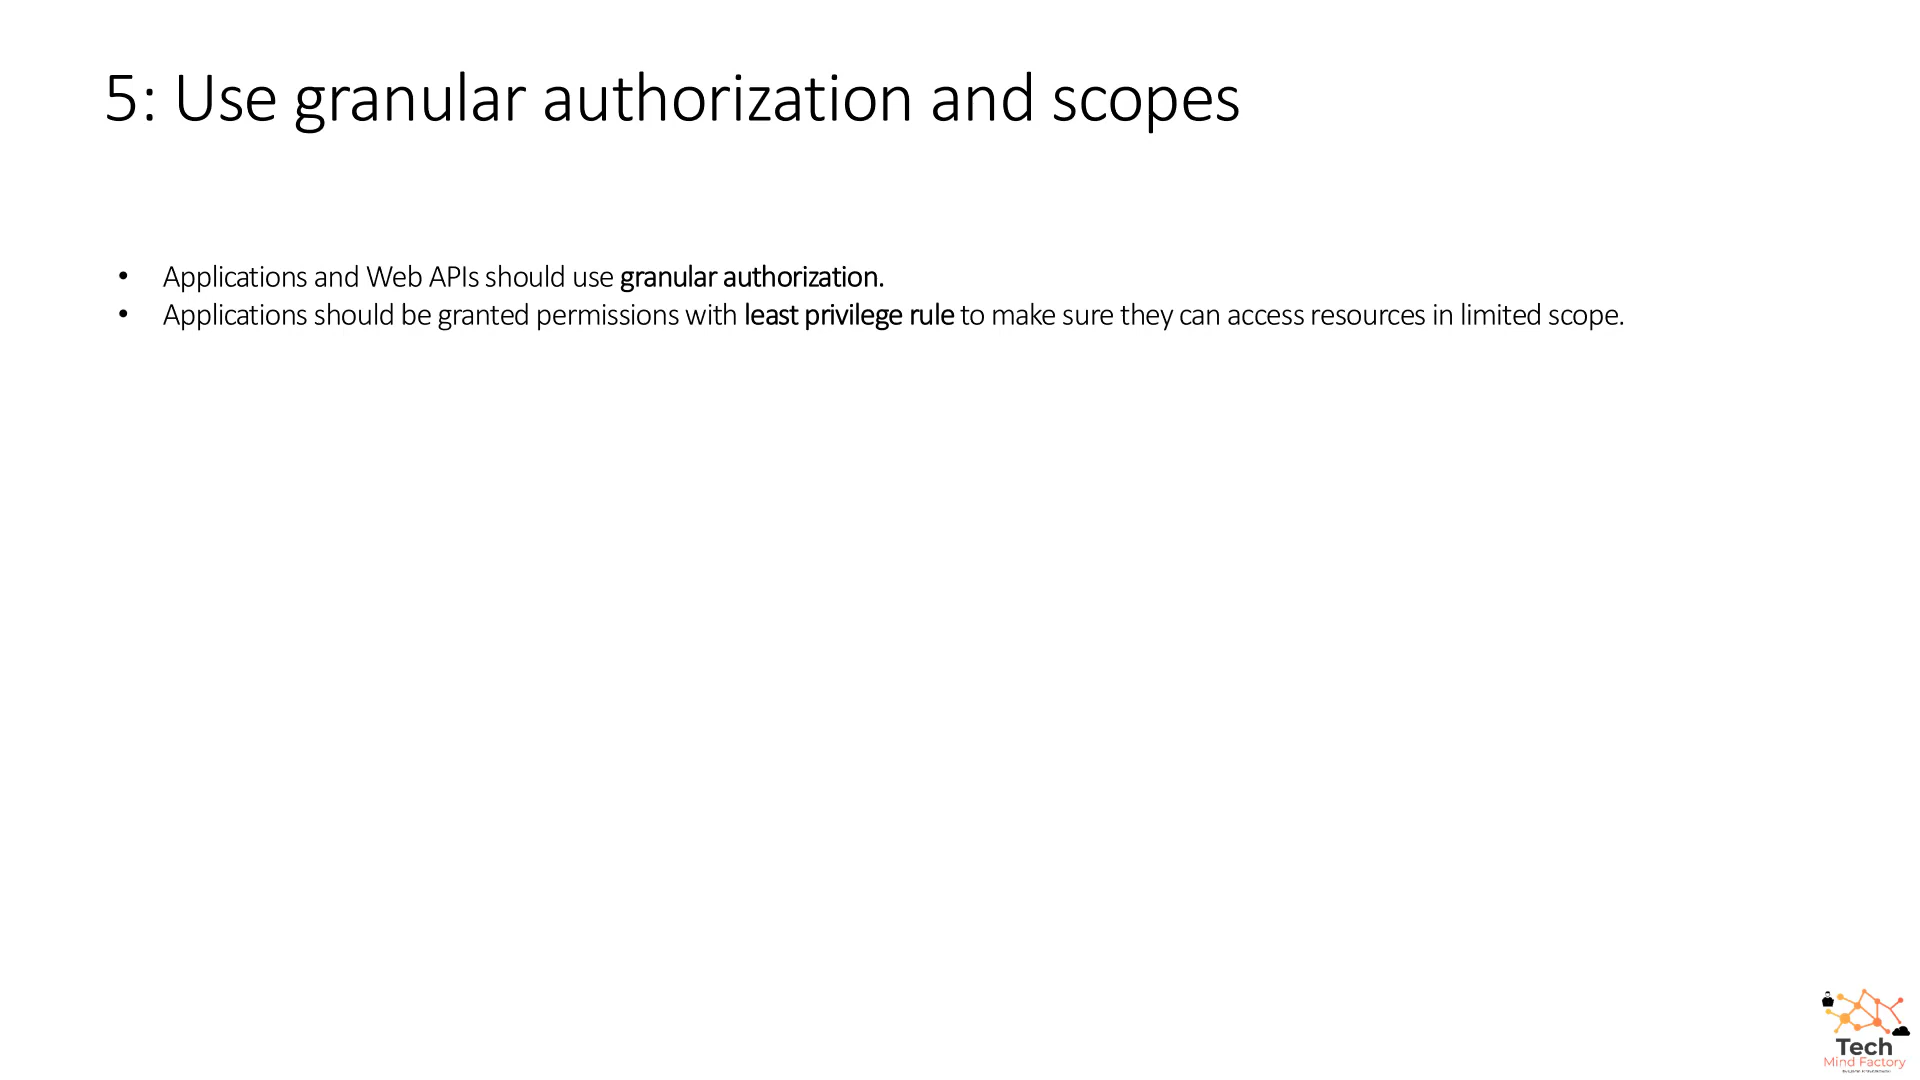 5: Use granular authorization and scopes
• Applications and Web APIs should use granular authorization.
• Applications should be granted permissions with least privilege rule to make sure they can access resources in limited scope.
Tech
Mind Factory